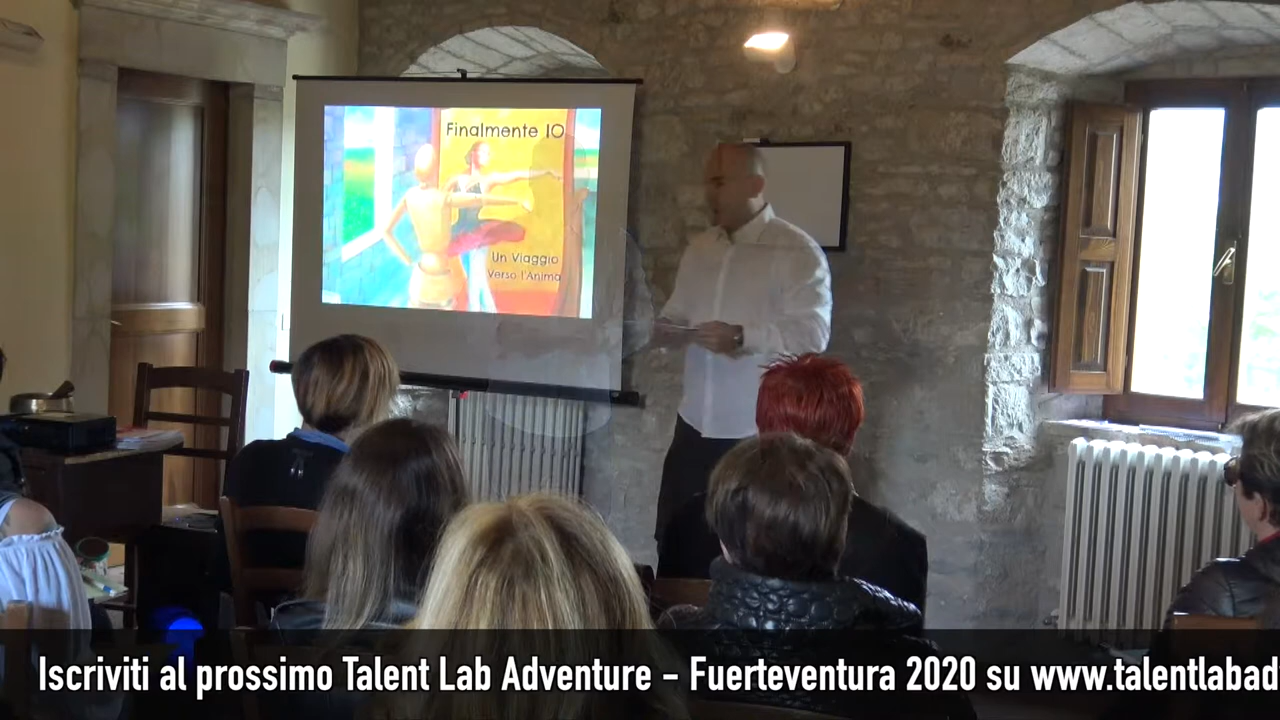 Finalmente IO
Un Viaggio
Verso l'Anima
Iscriviti al prossimo Talent Lab Adventure - Fuerteventura 2020 su www.talentlabad